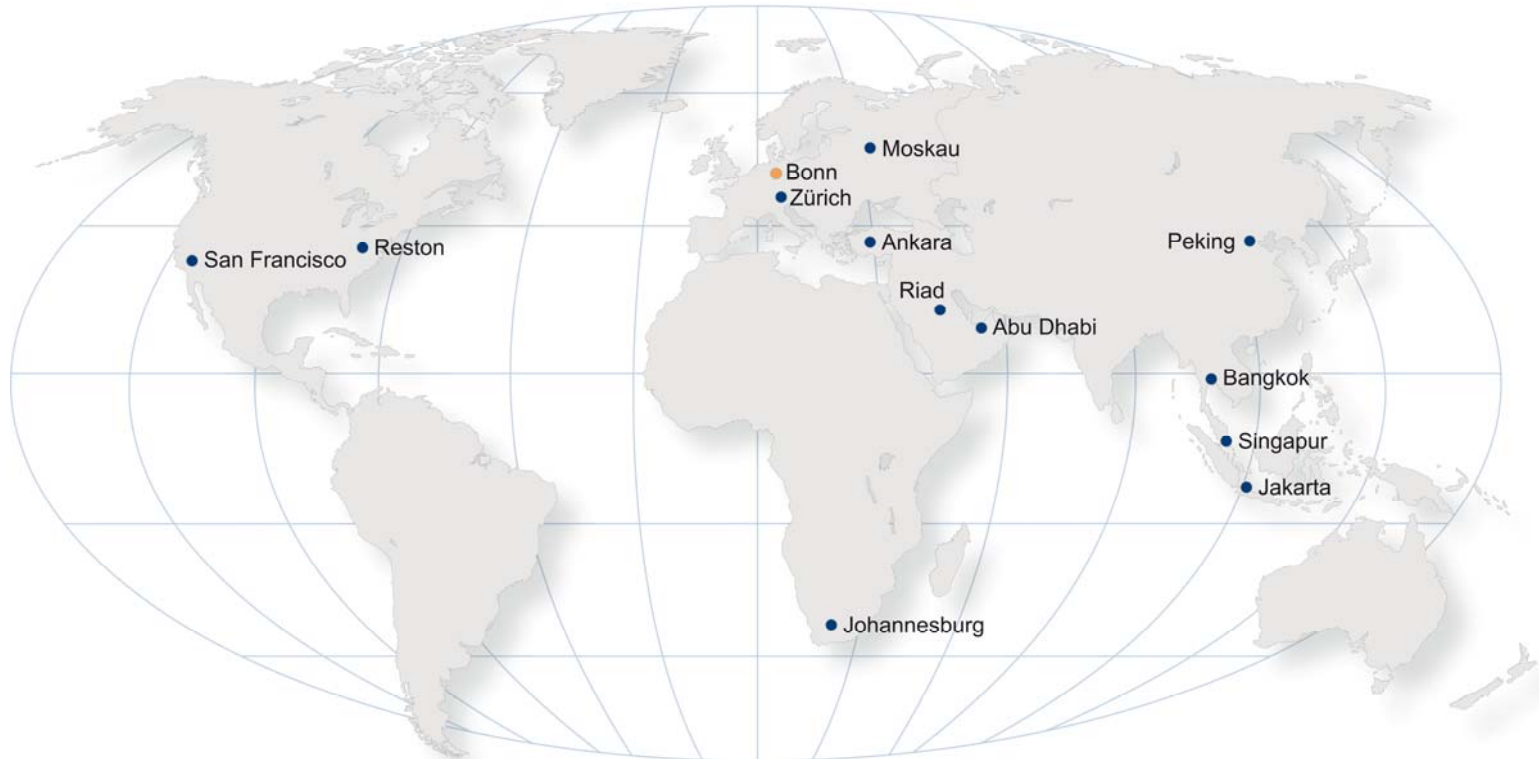 Moskau
Bonn
Zürich
Ankara
Peking
San Francisco
Reston
Riad
Abu Dhabi
Bangkok
Singapur
Jakarta
Johannesburg